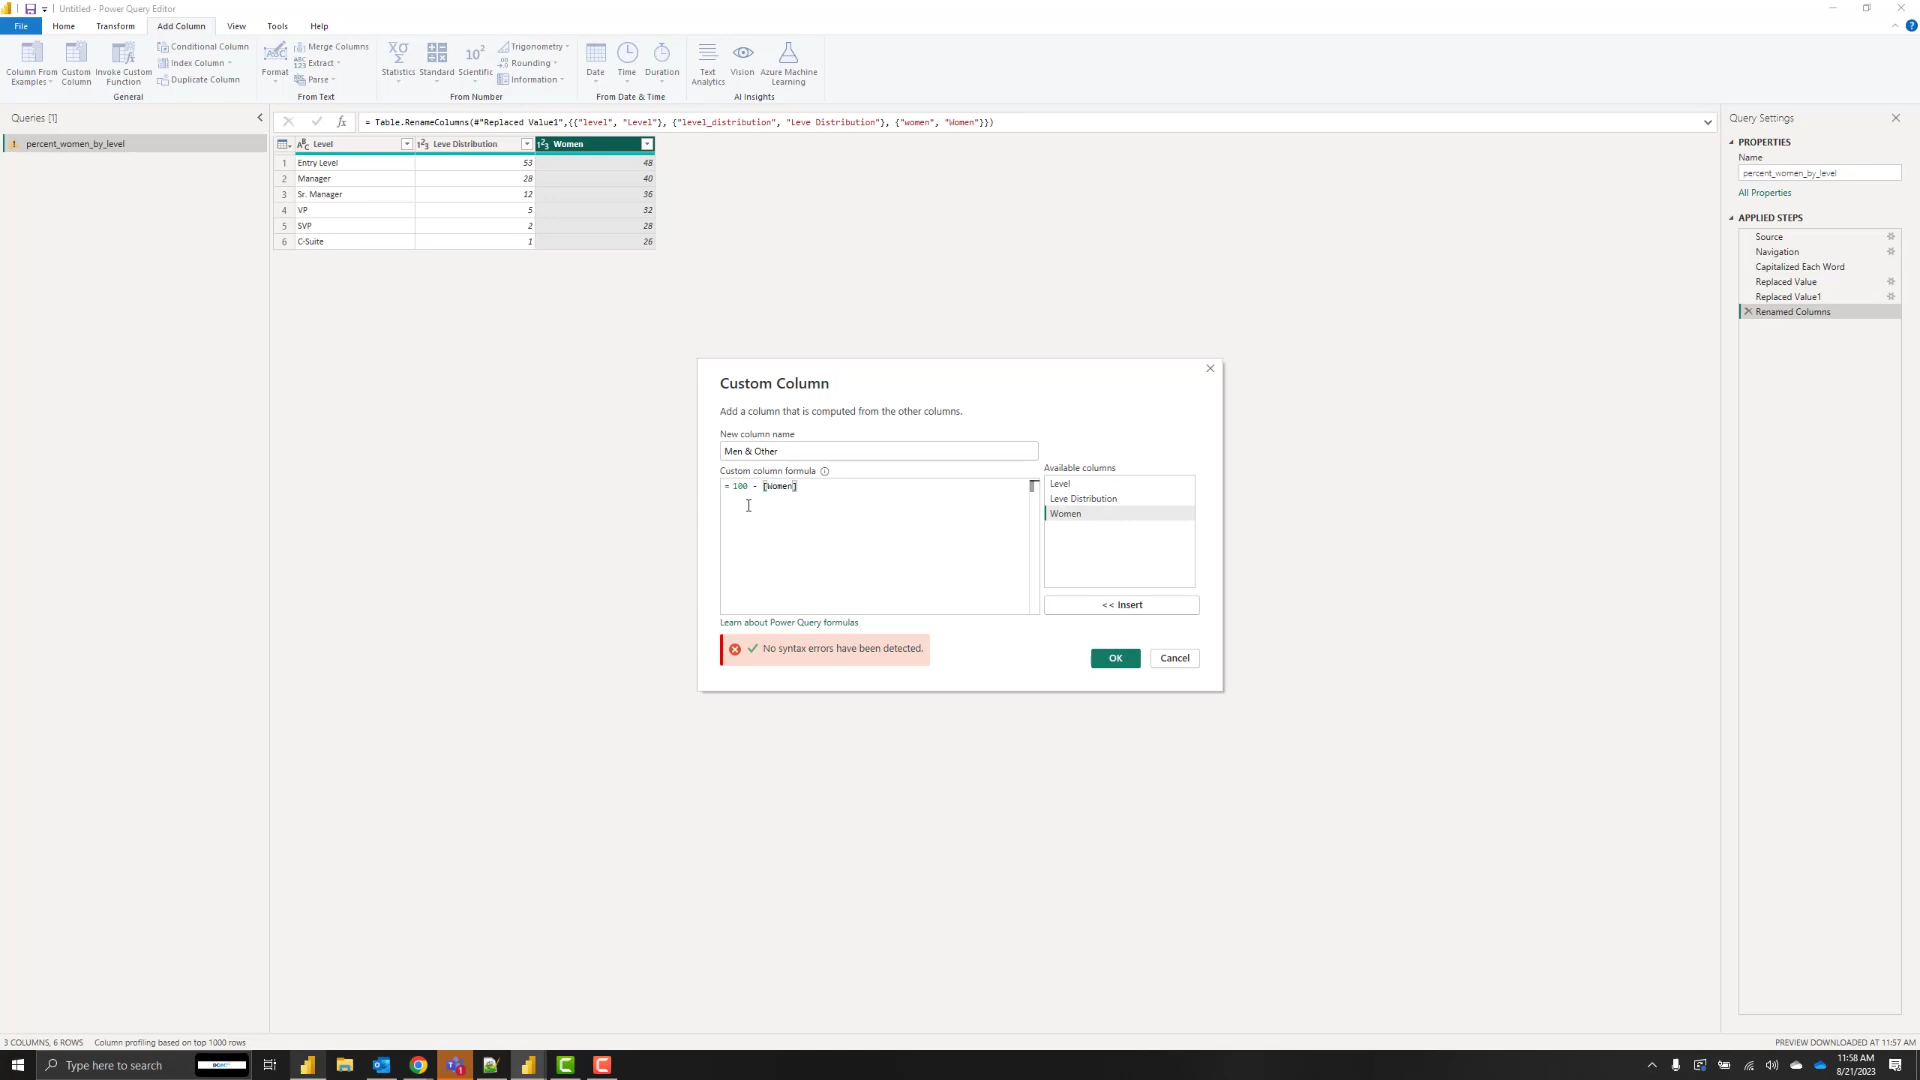 Untitled - Power Query Editor
File Home Transform Add Column View Tools Help
Column From Examples
Custom Column
Invoke Custom Function
Conditional Column
Index Column
Duplicate Column
General
Format
Merge Columns
Extract
Parse
From Text
Statistics
Standard
Scientific
Trigonometry
Rounding
Information
From Number
Date
Time
Duration
From Date & Time
Text Analytics
Vision
Azure Machine Learning
AI Insights
Queries [1]
percent_women_by_level
= Table.RenameColumns(#"Replaced Value1",{{"level", "Level"}, {"level_distribution", "Leve Distribution"}, {"women", "Women"}})
Level Leve Distribution Women
1 Entry Level 53 48
2 Manager 28 40
3 Sr. Manager 12 36
4 VP 5 32
5 SVP 2 28
6 C-Suite 1 26
Custom Column
Add a column that is computed from the other columns.
New column name
Men & Other
Custom column formula
= 100 - [Women]
Available columns
Level
Leve Distribution
Women
<< Insert
Learn about Power Query formulas
No syntax errors have been detected.
OK
Cancel
Query Settings
PROPERTIES
Name
percent_women_by_level
All Properties
APPLIED STEPS
Source
Navigation
Capitalized Each Word
Replaced Value
Replaced Value1
Renamed Columns
3 COLUMNS, 6 ROWS Column profiling based on top 1000 rows
PREVIEW DOWNLOADED AT 11:57 AM
Type here to search
11:58 AM
8/21/2023